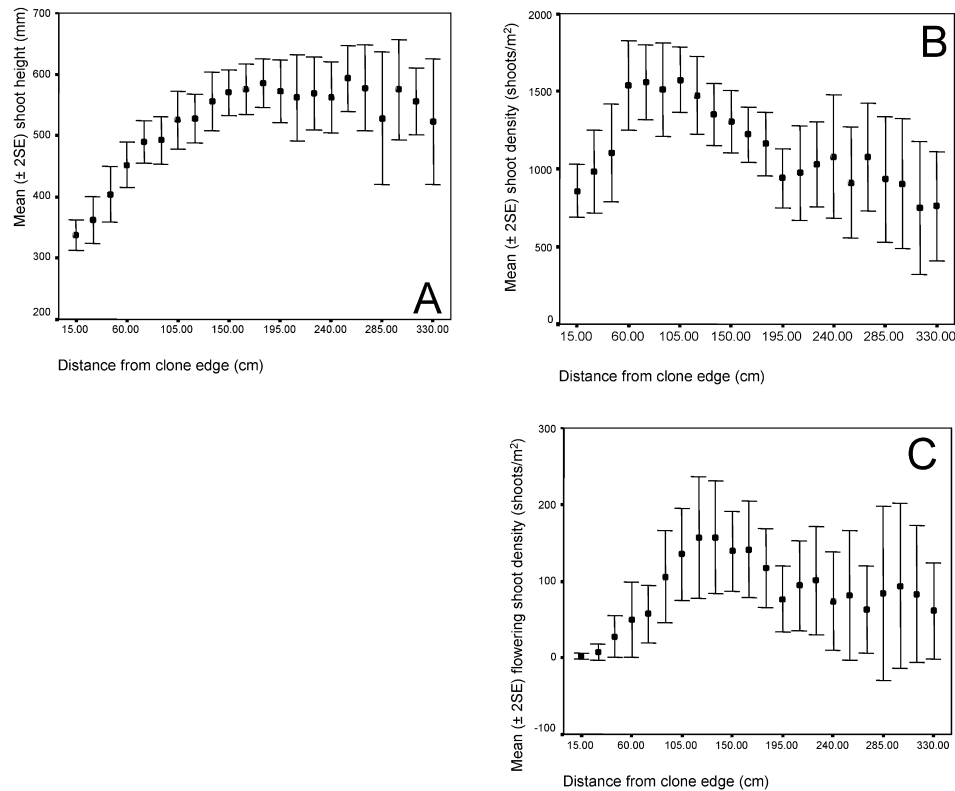 Mean (± 2SE) shoot height (mm)
700
600
500
400
300
200
15.00 60.00 105.00 150.00 195.00 240.00 285.00 330.00
A
Distance from clone edge (cm)
Mean (± 2SE) shoot density (shoots/m²)
2000
1500
1000
500
0
15.00 60.00 105.00 150.00 195.00 240.00 285.00 330.00
B
Distance from clone edge (cm)
Mean (± 2SE) flowering shoot density (shoots/m²)
300
200
100
0
-100
15.00 60.00 105.00 150.00 195.00 240.00 285.00 330.00
C
Distance from clone edge (cm)